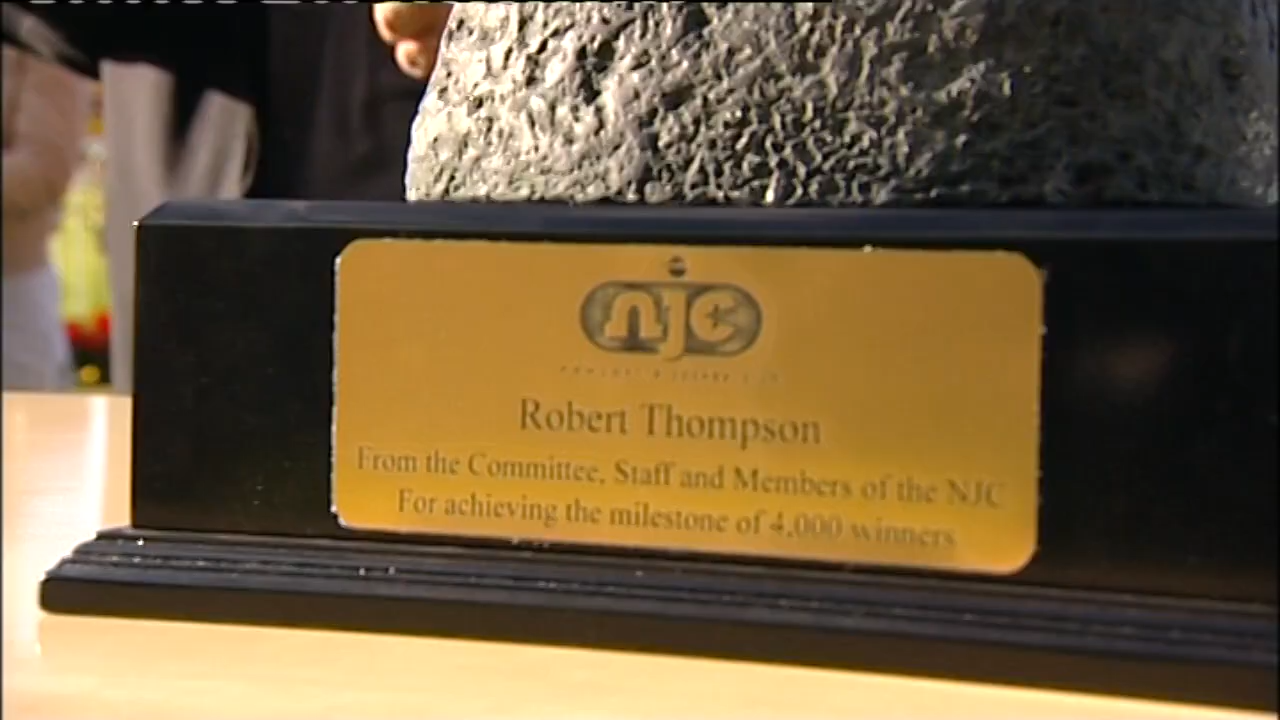 njc
Robert Thompson
From the Committee, Staff and Members of the NJC
For achieving the milestone of 4,000 winners